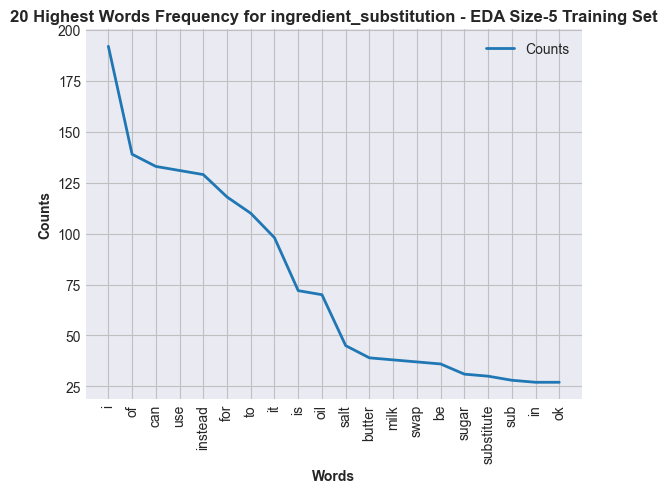 20 Highest Words Frequency for ingredient_substitution - EDA Size-5 Training Set
Counts
200
175
150
125
100
75
50
25
Counts
i
of
can
use
instead
for
to
it
is
oil
salt
butter
milk
swap
be
sugar
substitute
sub
in
ok
Words